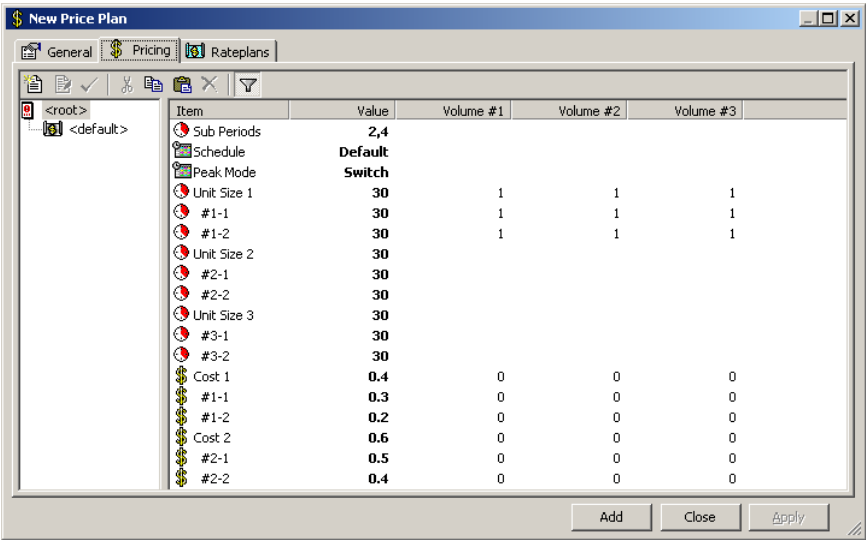 New Price Plan
General Pricing Rateplans
<root>
<default>
Item Value Volume #1 Volume #2 Volume #3
Sub Periods 2,4
Schedule Default
Peak Mode Switch
Unit Size 1 30 1 1 1
#1-1 30 1 1 1
#1-2 30 1 1 1
Unit Size 2 30
#2-1 30
#2-2 30
Unit Size 3 30
#3-1 30
#3-2 30
Cost 1 0.4 0 0 0
#1-1 0.3 0 0 0
#1-2 0.2 0 0 0
Cost 2 0.6 0 0 0
#2-1 0.5 0 0 0
#2-2 0.4 0 0 0
Add Close Apply